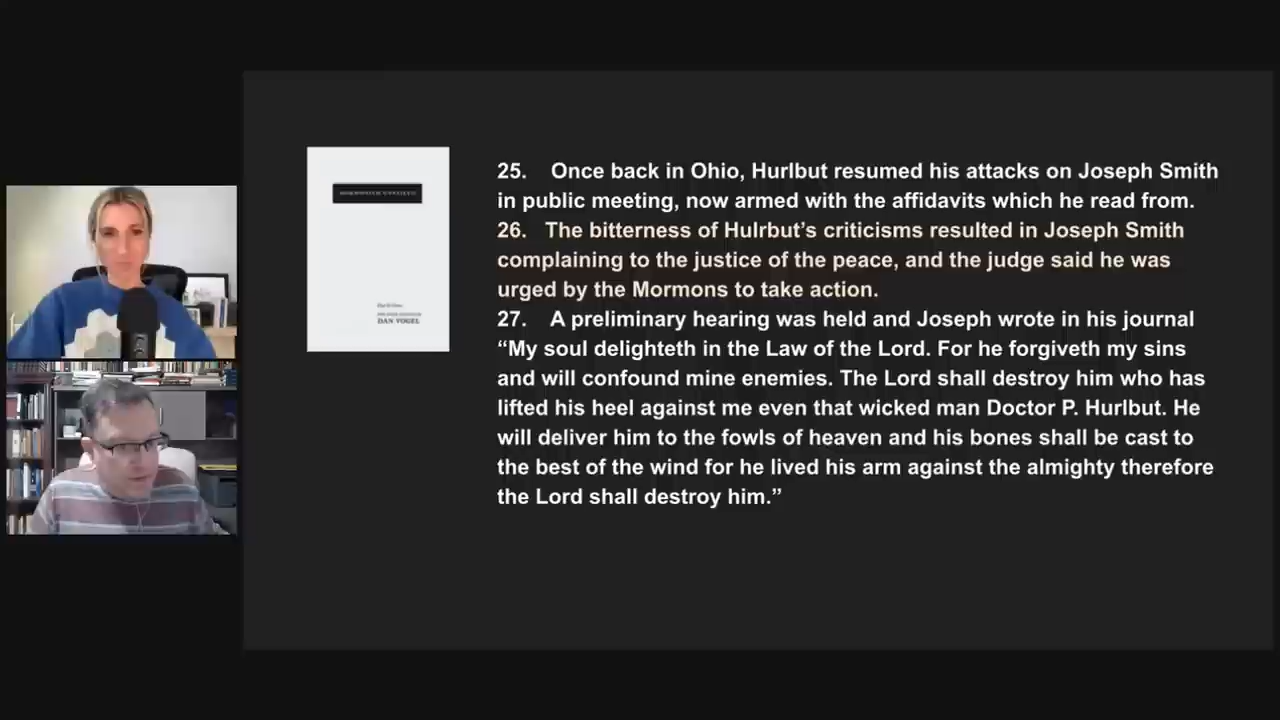 25. Once back in Ohio, Hurlbut resumed his attacks on Joseph Smith
in public meeting, now armed with the affidavits which he read from.
26. The bitterness of Hulrbut’s criticisms resulted in Joseph Smith
complaining to the justice of the peace, and the judge said he was
urged by the Mormons to take action.
27. A preliminary hearing was held and Joseph wrote in his journal
“My soul delighteth in the Law of the Lord. For he forgiveth my sins
and will confound mine enemies. The Lord shall destroy him who has
lifted his heel against me even that wicked man Doctor P. Hurlbut. He
will deliver him to the fowls of heaven and his bones shall be cast to
the best of the wind for he lived his arm against the almighty therefore
the Lord shall destroy him.”
DAN VOGEL